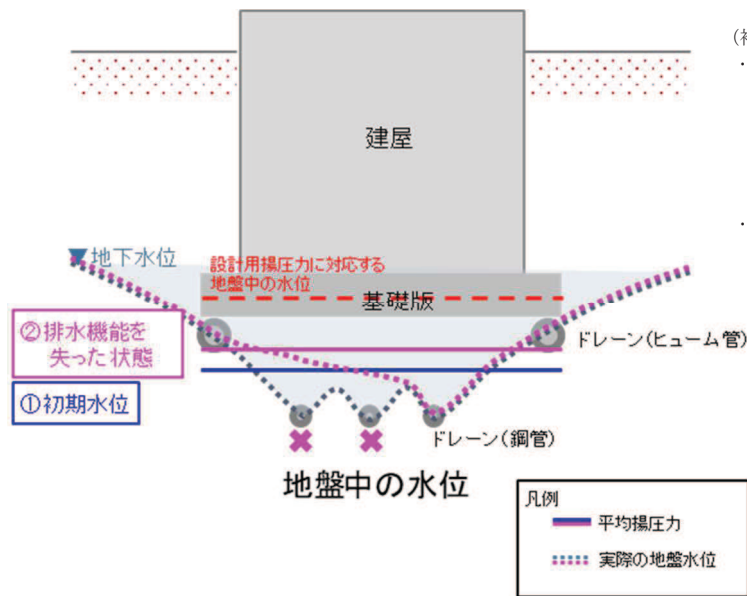 (補
・
建屋
・
▼地下水位
設計用揚圧力に対応する
地盤中の水位
基礎版
②排水機能を
失った状態
ドレーン(ヒューム管)
①初期水位
ドレーン(鋼管)
地盤中の水位
凡例
平均揚圧力
実際の地盤水位